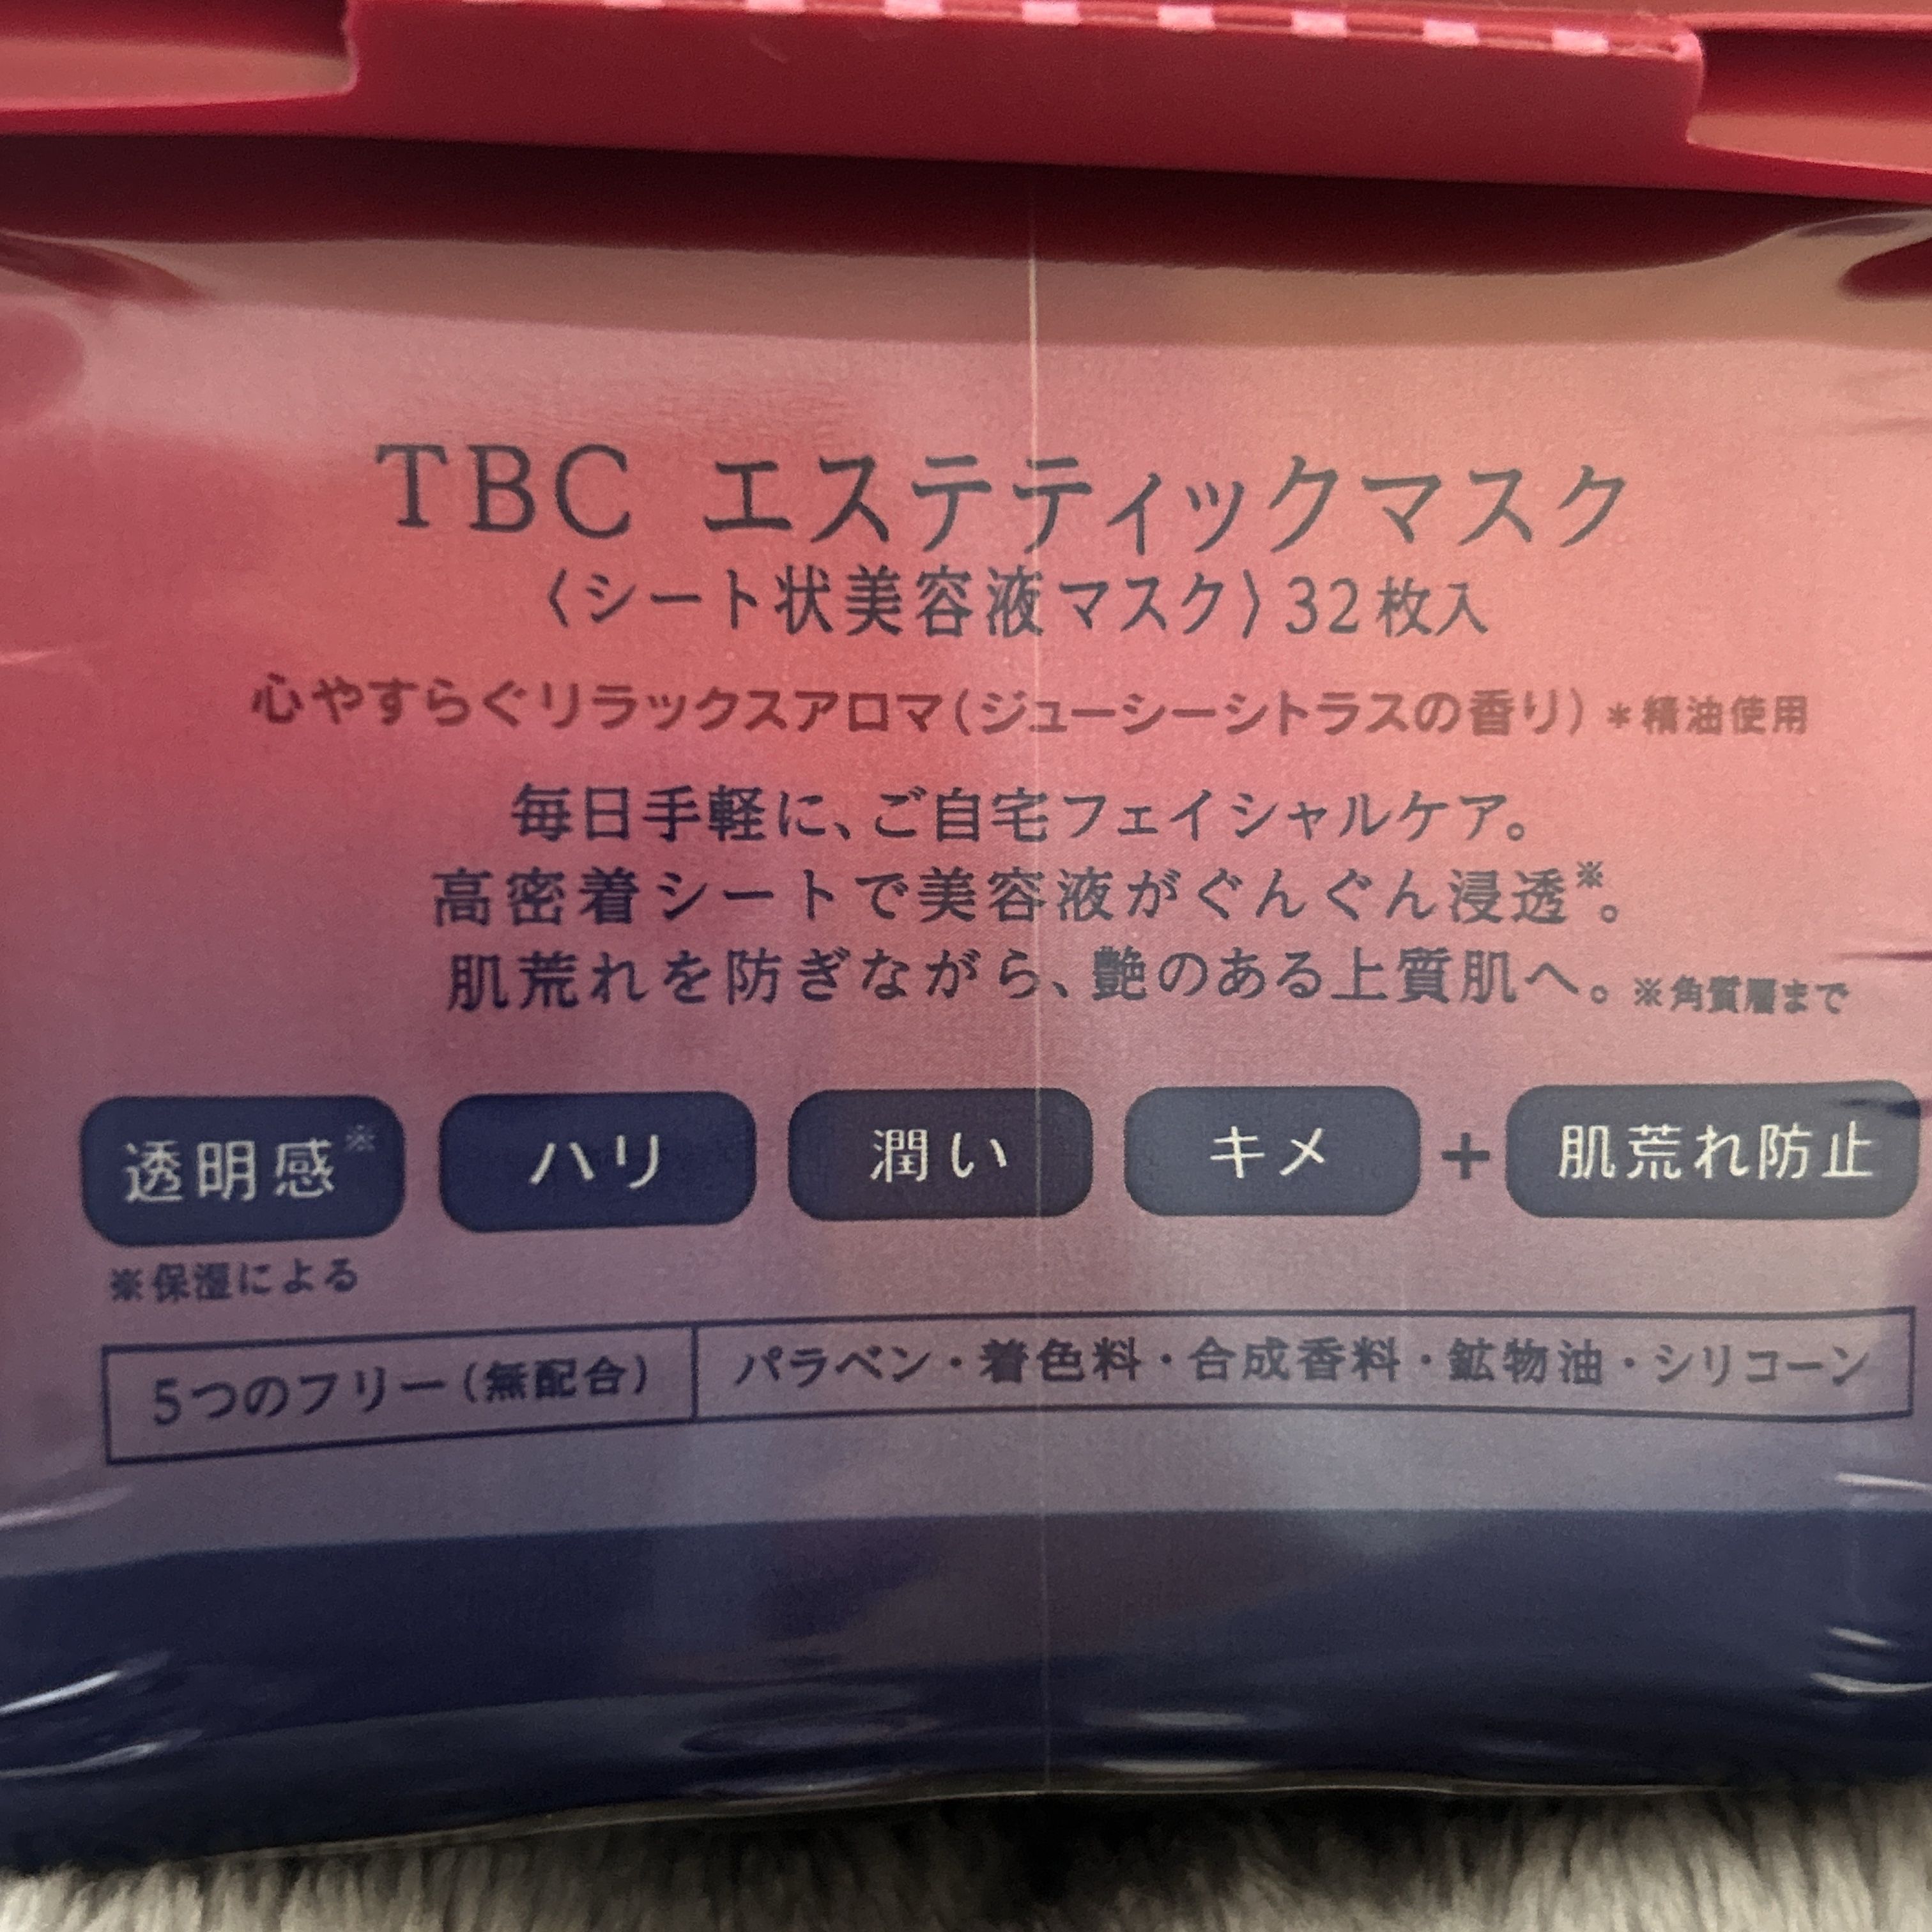 TBC エステティックマスク
〈シート状美容液マスク〉32枚入
心やすらぐリラックスアロマ(ジューシーシトラスの香り)*精油使用
毎日手軽に、ご自宅フェイシャルケア。
高密着シートで美容液がぐんぐん浸透※。
肌荒れを防ぎながら、艶のある上質肌へ。※角質層まで
透明感※ ハリ 潤い キメ + 肌荒れ防止
※保湿による
5つのフリー(無配合) パラベン・着色料・合成香料・鉱物油・シリコーン